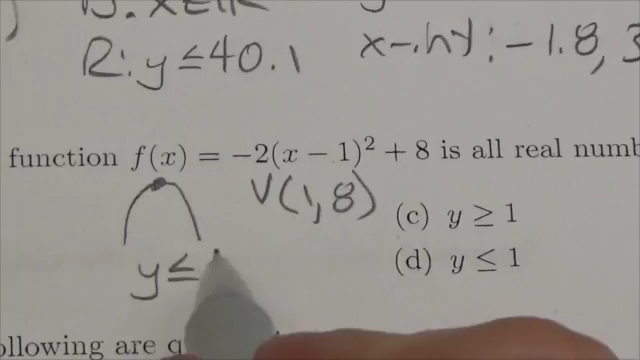 D: xEIR
R: y ≤ 40.1
x-int: -1.8, 3
function f(x) = −2(x − 1)² + 8 is all real numb
V(1,8)
(c) y ≥ 1
(d) y ≤ 1
y ≤
ollowing are q